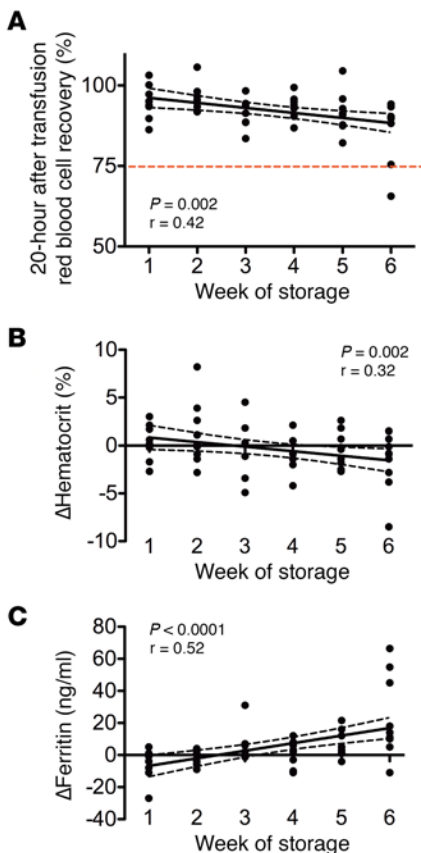 A
20-hour after transfusion
red blood cell recovery (%)
100
75
50
P = 0.002
r = 0.42
1 2 3 4 5 6
Week of storage
B
ΔHematocrit (%)
10
5
0
-5
-10
P = 0.002
r = 0.32
1 2 3 4 5 6
Week of storage
C
ΔFerritin (ng/ml)
80
60
40
20
0
-20
-40
P < 0.0001
r = 0.52
1 2 3 4 5 6
Week of storage